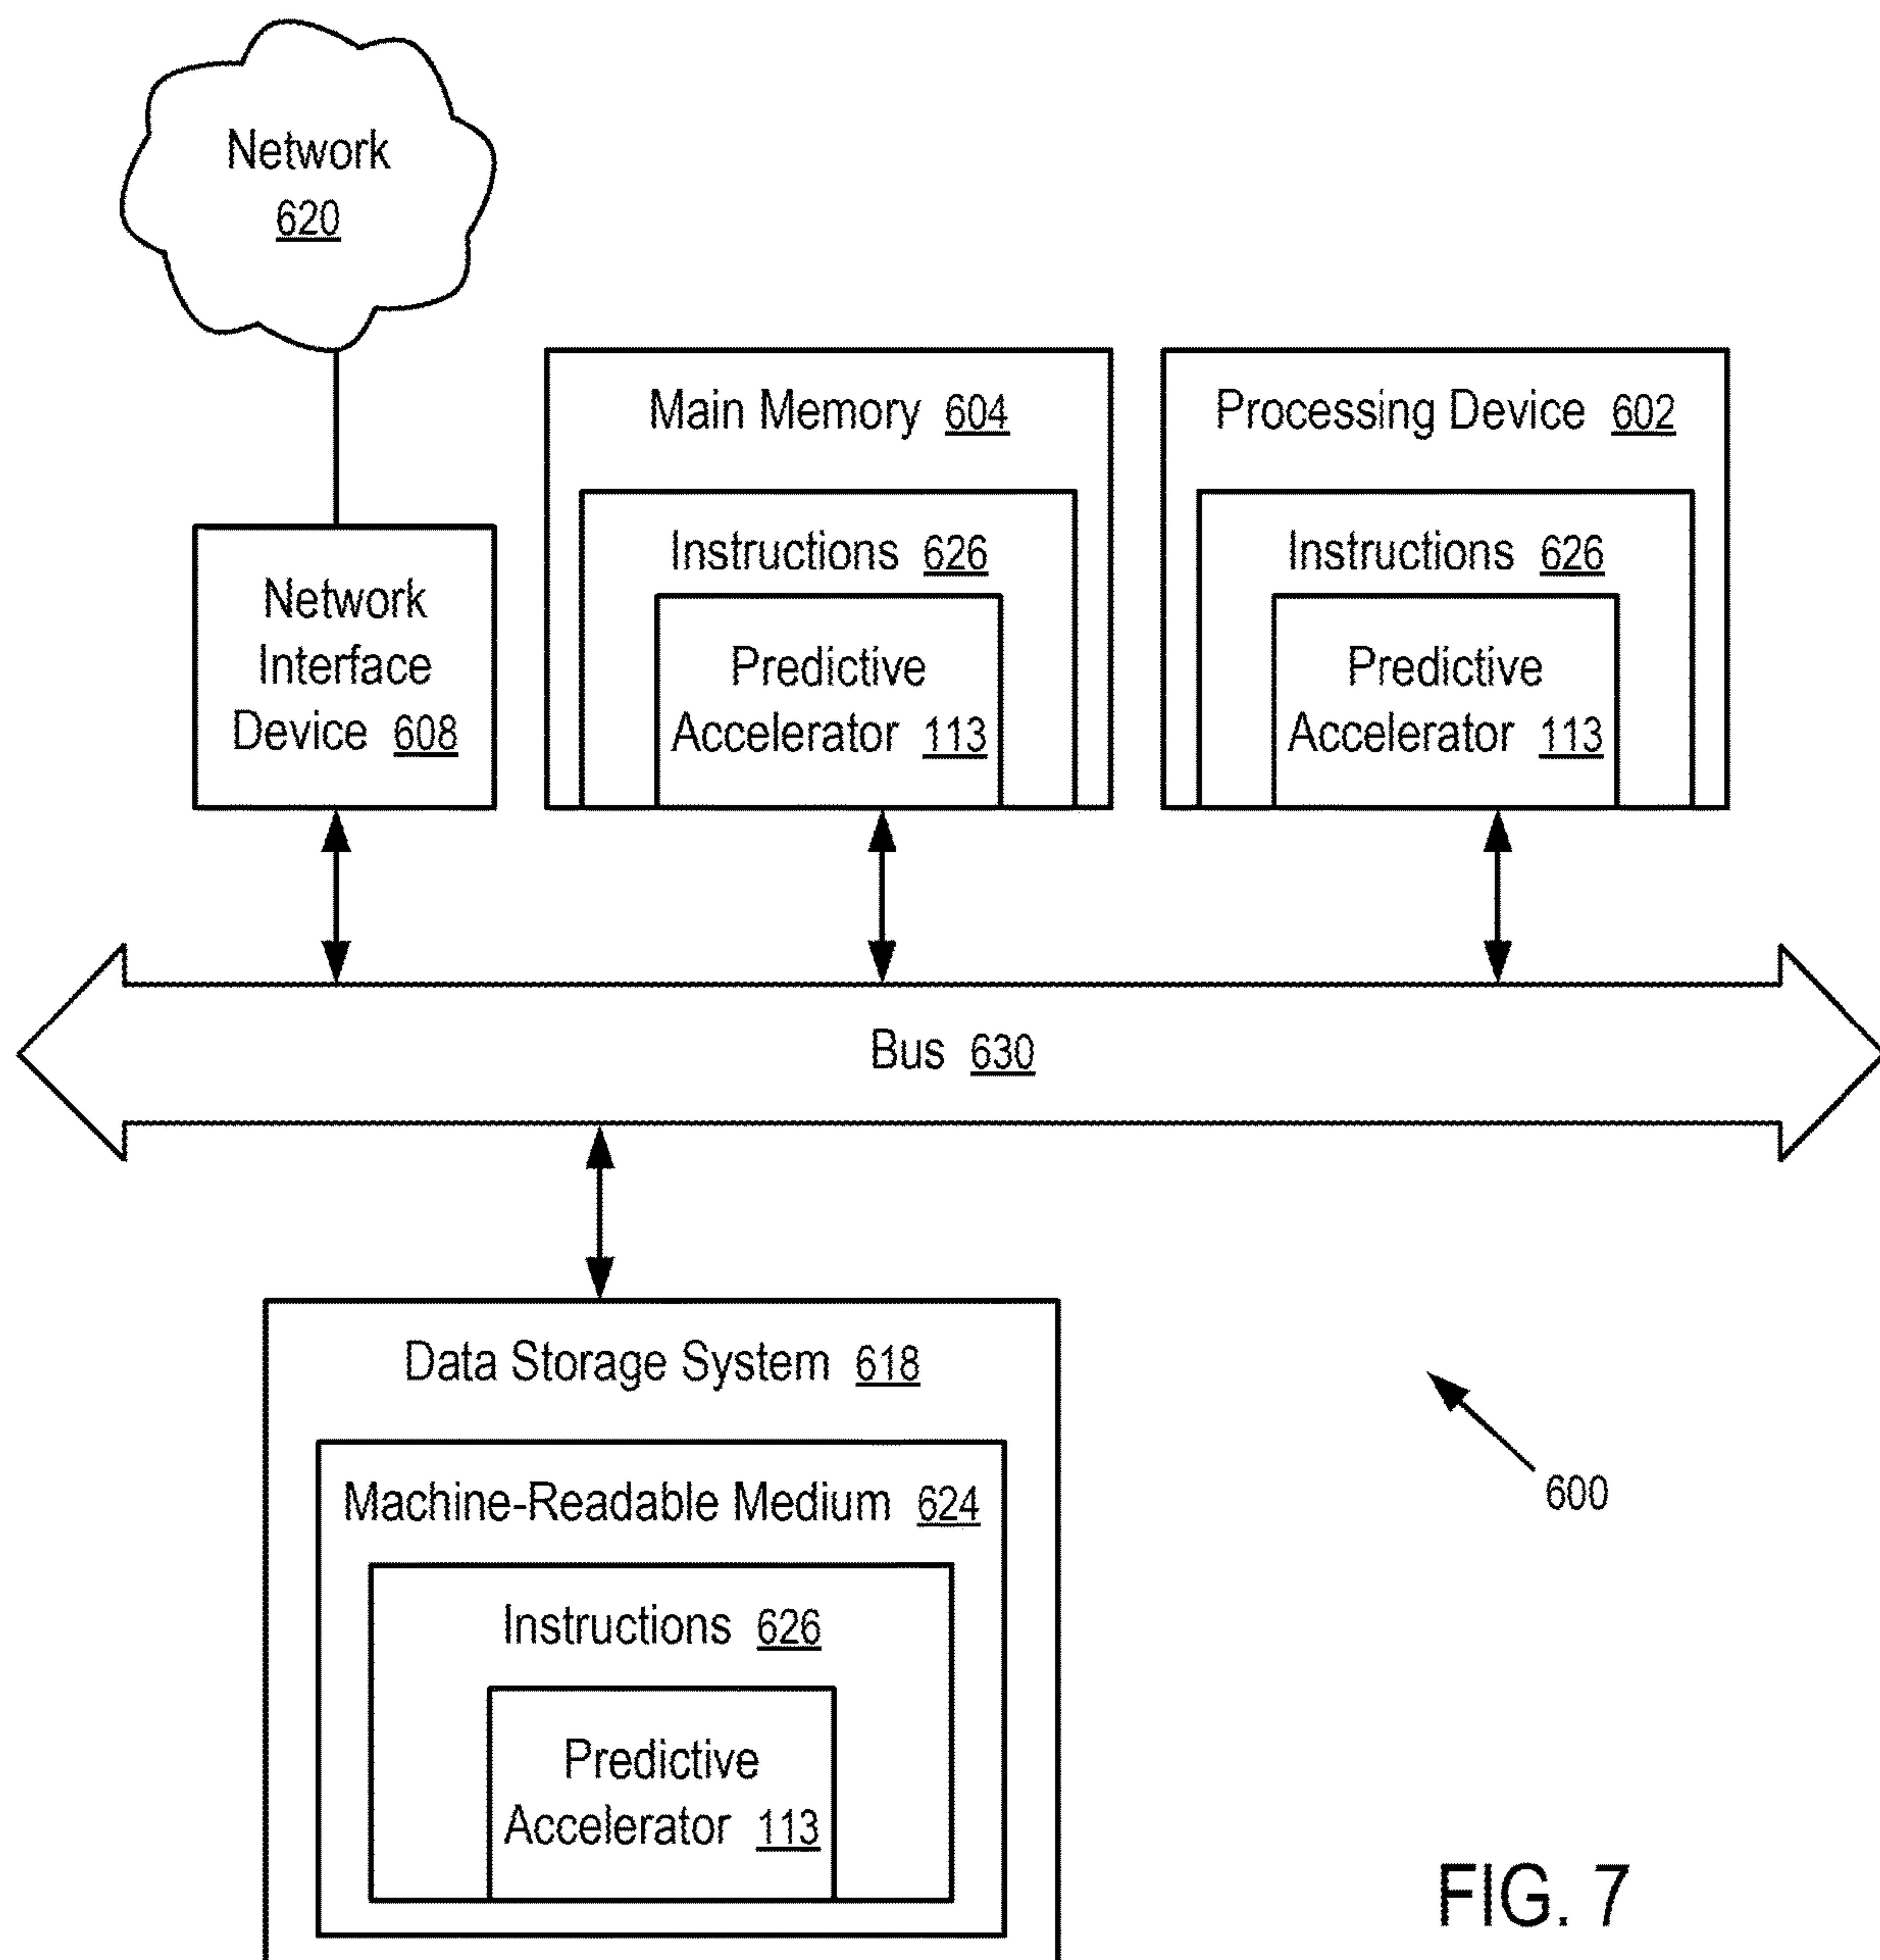 Network
620
Main Memory 604
Processing Device 602
Instructions 626
Instructions 626
Network
Interface
Device 608
Predictive
Accelerator 113
Predictive
Accelerator 113
Bus 630
Data Storage System 618
Machine-Readable Medium 624
600
Instructions 626
Predictive
Accelerator 113
FIG. 7